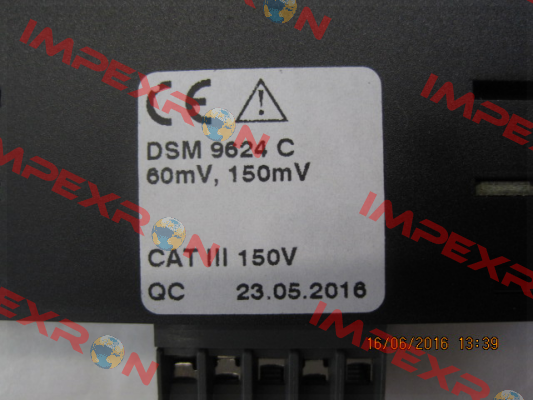 IMPEXRON
CE
DSM 9624 C
60mV, 150mV
IMPEXRON
IMPEXRON
CAT III 150V
QC 23.05.2016
16/06/2016 13:39
IMPEXRON
IMPEXRON